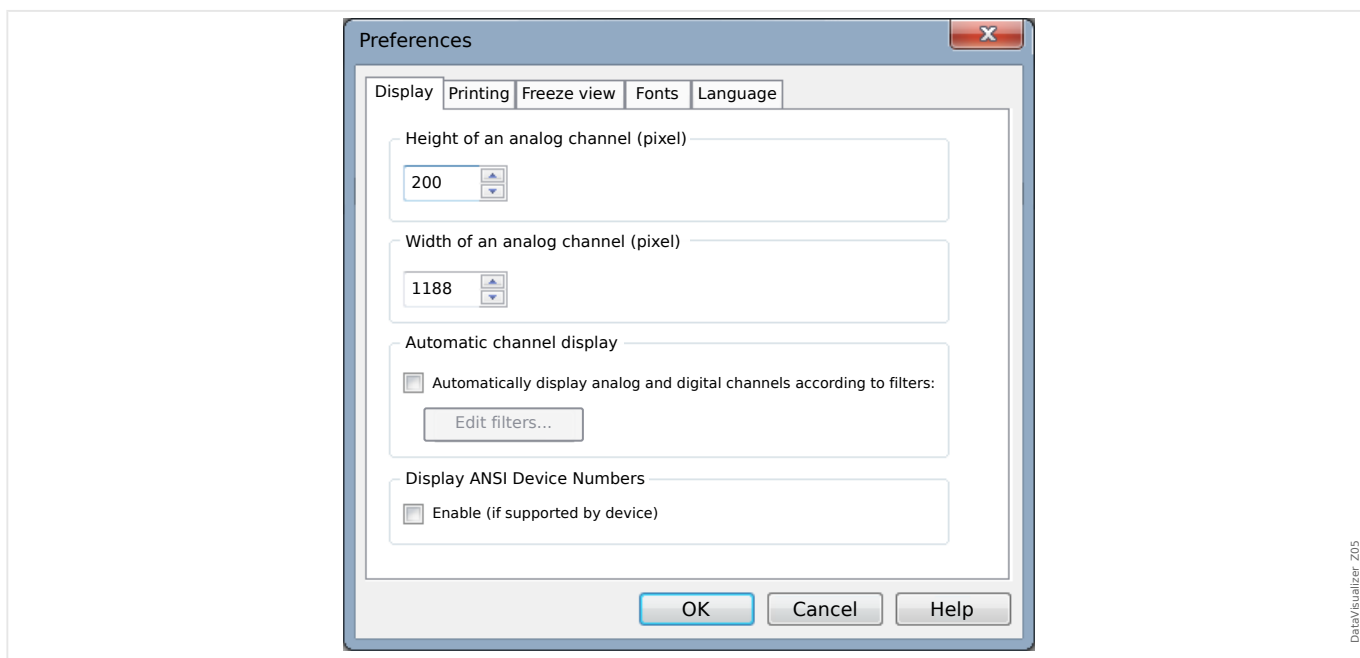 Preferences
Display Printing Freeze view Fonts Language
Height of an analog channel (pixel)
200
Width of an analog channel (pixel)
1188
Automatic channel display
Automatically display analog and digital channels according to filters:
Edit filters...
Display ANSI Device Numbers
Enable (if supported by device)
OK Cancel Help
DataVisualizer_Z05